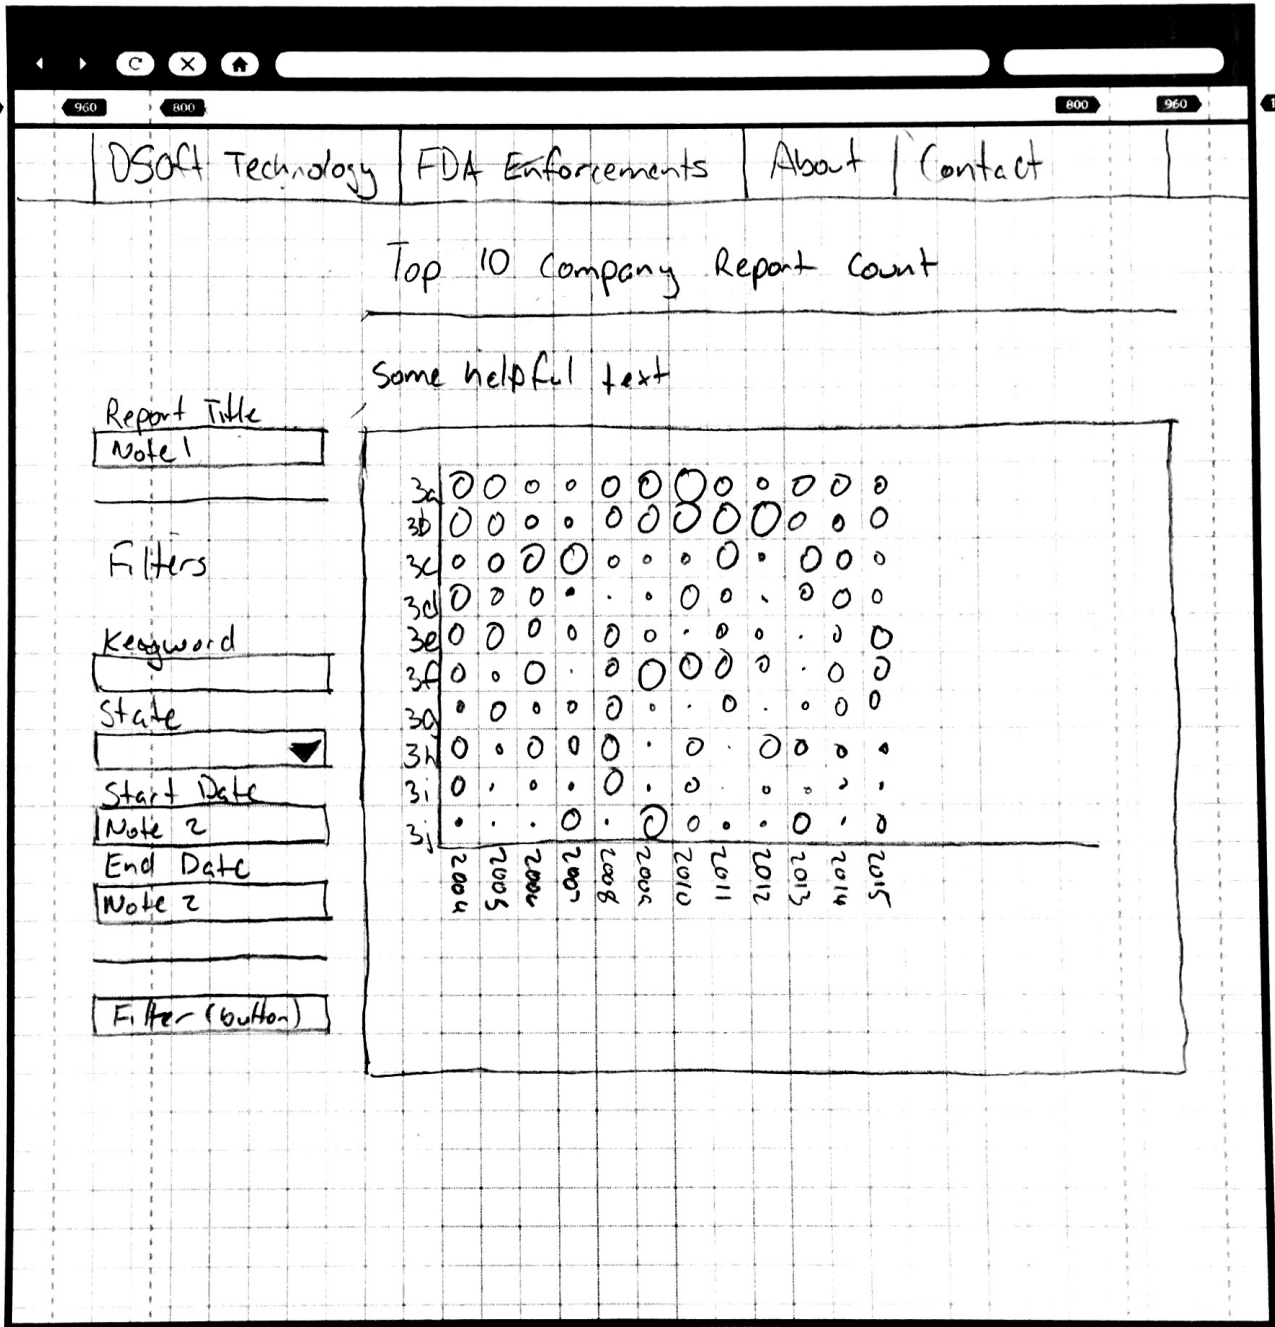 960 800 800 960
DSoft Technology FDA Enforcements About Contact
Top 10 Company Report Count
Some helpful text
Report Title
Note 1
Filters
Keayword
State
Start Date
Note 2
End Date
Note 2
Filter (button)
3a
3b
3c
3d
3e
3f
3g
3h
3i
3j
2004 2005 2006 2007 2008 2009 2010 2011 2012 2013 2014 2015